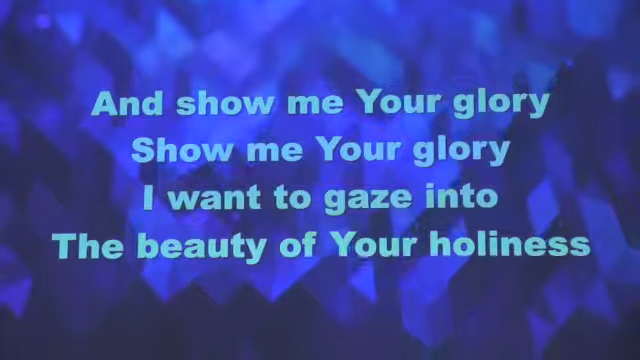 And show me Your glory
Show me Your glory
I want to gaze into
The beauty of Your holiness